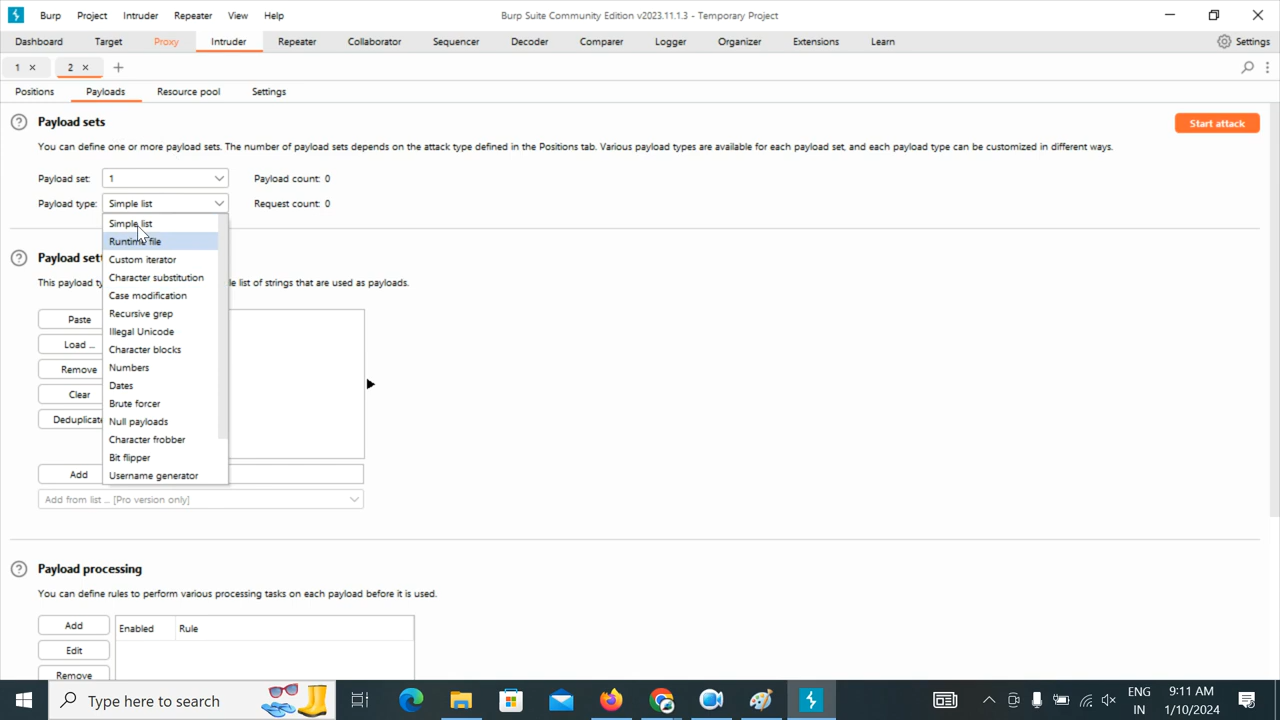 Burp Project Intruder Repeater View Help Burp Suite Community Edition v2023.11.1.3 - Temporary Project
Dashboard Target Proxy Intruder Repeater Collaborator Sequencer Decoder Comparer Logger Organizer Extensions Learn Settings
1 × 2 × +
Positions Payloads Resource pool Settings
? Payload sets Start attack
You can define one or more payload sets. The number of payload sets depends on the attack type defined in the Positions tab. Various payload types are available for each payload set, and each payload type can be customized in different ways.
Payload set: 1 Payload count: 0
Payload type: Simple list Request count: 0
Simple list
Runtime file
Custom iterator
Character substitution
Case modification
Recursive grep
Illegal Unicode
Character blocks
Numbers
Dates
Brute forcer
Null payloads
Character frobber
Bit flipper
Username generator
? Payload set
This payload ty le list of strings that are used as payloads.
Paste
Load ...
Remove
Clear
Deduplicate
Add
Add from list ... [Pro version only]
? Payload processing
You can define rules to perform various processing tasks on each payload before it is used.
Add Enabled Rule
Edit
Remove
Type here to search ENG 9:11 AM
IN 1/10/2024